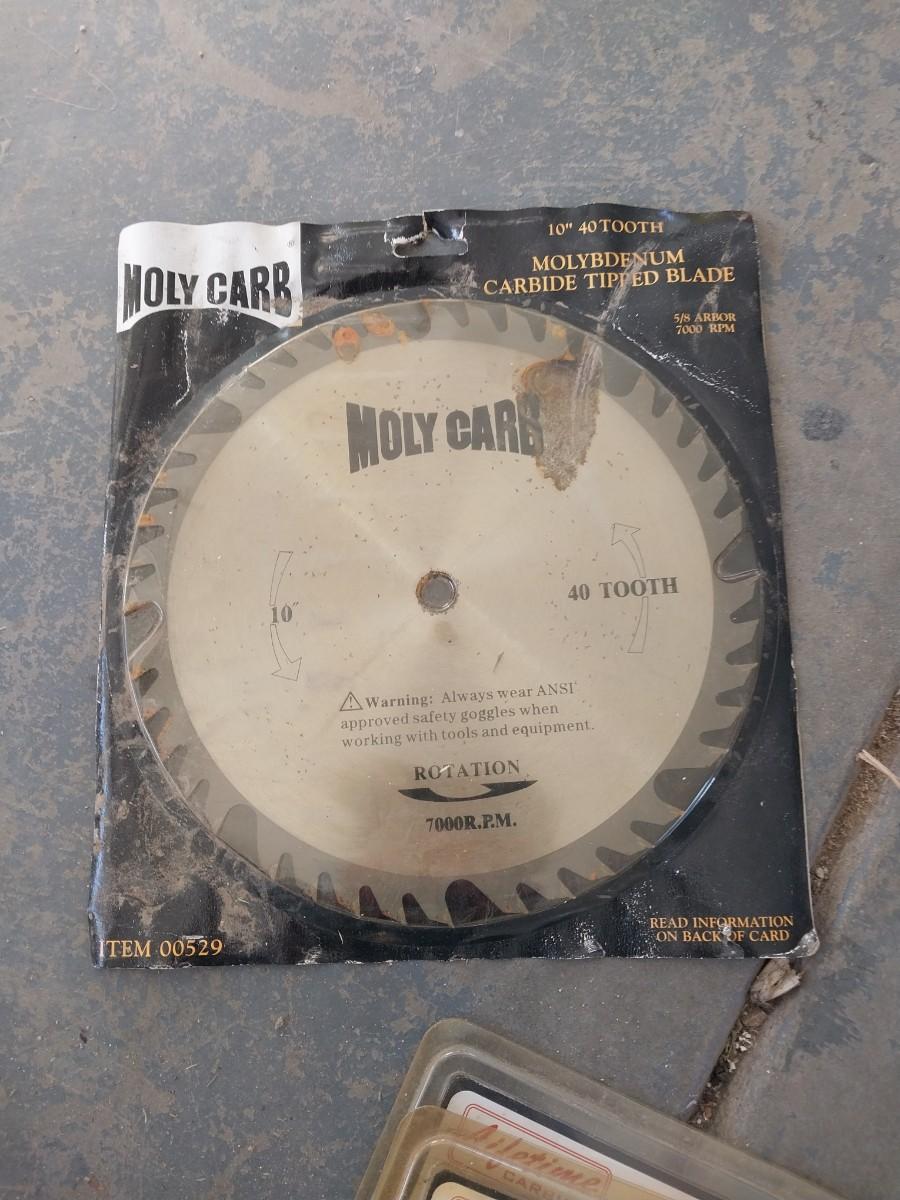 MOLY CARB®
10" 40 TOOTH
MOLYBDENUM
CARBIDE TIPPED BLADE
5/8 ARBOR
7000 RPM
MOLY CARB
10"
40 TOOTH
⚠ Warning: Always wear ANSI
approved safety goggles when
working with tools and equipment.
ROTATION
7000R.P.M.
ITEM 00529
READ INFORMATION
ON BACK OF CARD
Lifetime